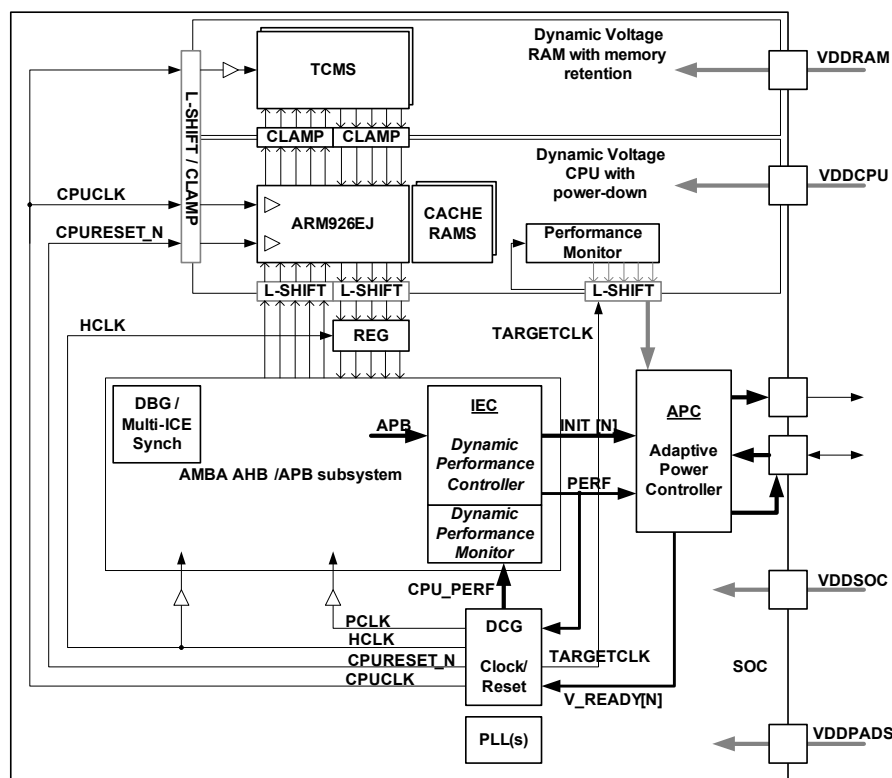 Dynamic Voltage
RAM with memory
retention
VDDRAM
TCMS
L-SHIFT / CLAMP
CLAMP
CLAMP
Dynamic Voltage
CPU with
power-down
VDDCPU
CPUCLK
ARM926EJ
CACHE
RAMS
CPURESET_N
Performance
Monitor
L-SHIFT
L-SHIFT
L-SHIFT
HCLK
REG
TARGETCLK
DBG /
Multi-ICE
Synch
IEC
Dynamic
Performance
Controller
APB
INIT [N]
APC
Adaptive
Power
Controller
AMBA AHB /APB subsystem
PERF
Dynamic
Performance
Monitor
CPU_PERF
VDDSOC
PCLK
DCG
HCLK
CPURESET_N
Clock/
Reset
TARGETCLK
SOC
CPUCLK
V_READY[N]
PLL(s)
VDDPADS